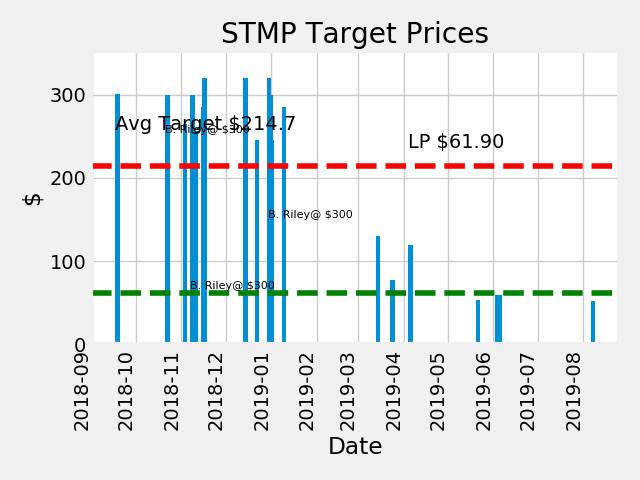 STMP Target Prices
300
Avg Target $214.7
B. Riley@ $300
LP $61.90
200
$
B. Riley@ $300
100
B. Riley@ $300
0
2018-09
2018-10
2018-11
2018-12
2019-01
2019-02
2019-03
2019-04
2019-05
2019-06
2019-07
2019-08
Date